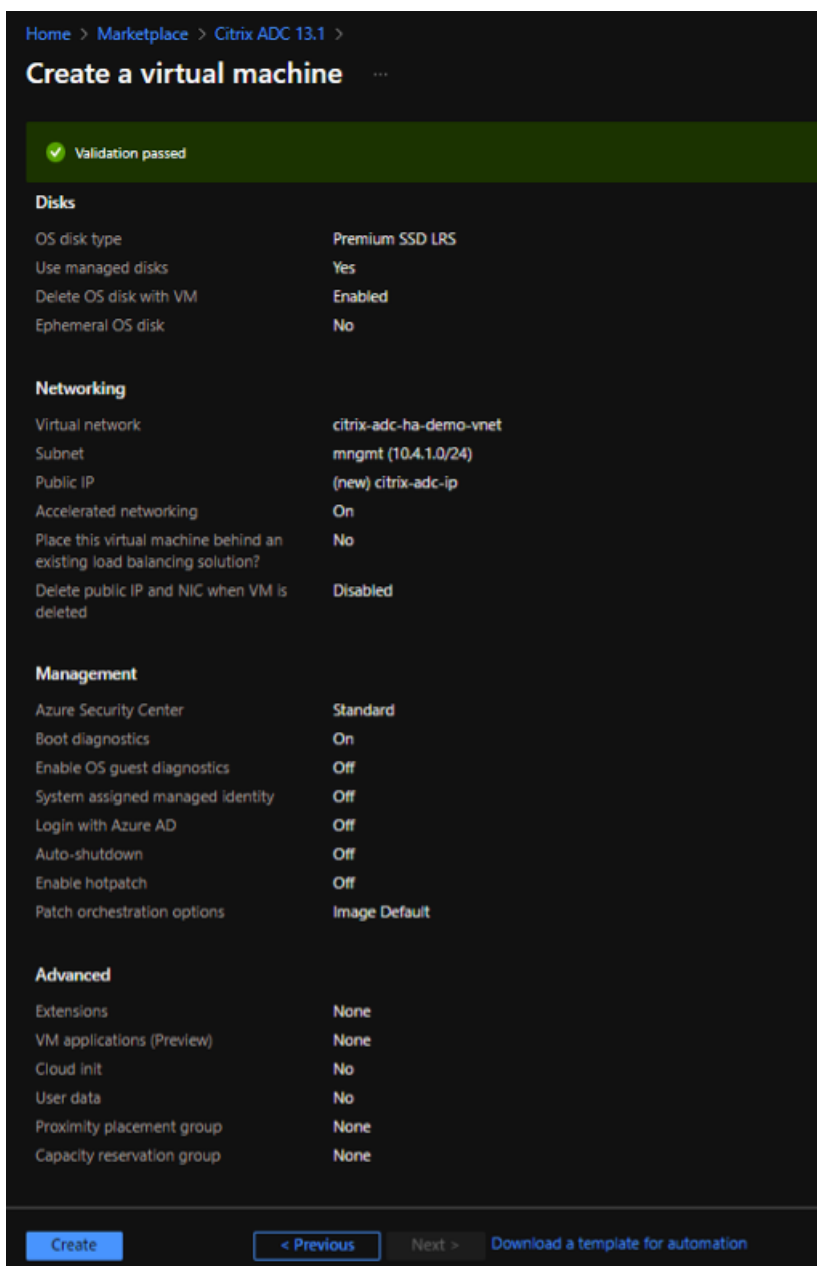 Home > Marketplace > Citrix ADC 13.1 >
Create a virtual machine ...
Validation passed
Disks
OS disk type Premium SSD LRS
Use managed disks Yes
Delete OS disk with VM Enabled
Ephemeral OS disk No
Networking
Virtual network citrix-adc-ha-demo-vnet
Subnet mngmt (10.4.1.0/24)
Public IP (new) citrix-adc-ip
Accelerated networking On
Place this virtual machine behind an No
existing load balancing solution?
Delete public IP and NIC when VM is Disabled
deleted
Management
Azure Security Center Standard
Boot diagnostics On
Enable OS guest diagnostics Off
System assigned managed identity Off
Login with Azure AD Off
Auto-shutdown Off
Enable hotpatch Off
Patch orchestration options Image Default
Advanced
Extensions None
VM applications (Preview) None
Cloud init No
User data No
Proximity placement group None
Capacity reservation group None
Create < Previous Next > Download a template for automation